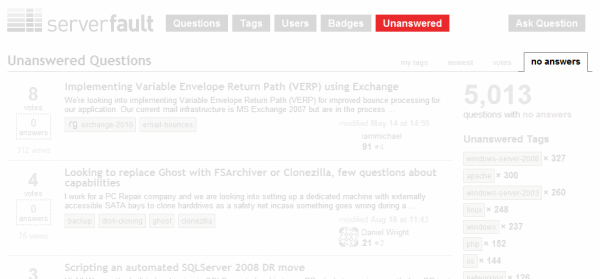 serverfault Questions Tags Users Badges Unanswered Ask Question
Unanswered Questions my tags newest votes no answers
8
votes
0
answers
312 views
Implementing Variable Envelope Return Path (VERP) using Exchange
We're looking into implementing Variable Envelope Return Path (VERP) for improved bounce processing for
our application. Our current mail infrastructure is MS Exchange 2007 but are in the process ...
exchange-2010 email-bounces
modified May 14 at 14:58
iammichael
91 4
4
votes
0
answers
76 views
Looking to replace Ghost with FSArchiver or Clonezilla, few questions about
capabilities
I work for a PC Repair company and we are looking into setting up a dedicated machine with externally
accessible SATA bays to clone harddrives as a safety net incase something goes wrong during a ...
backup disk-cloning ghost clonezilla
modified Aug 18 at 11:43
Daniel Wright
21 2
3
Scripting an automated SQLServer 2008 DR move
5,013
questions with no answers
Unanswered Tags
windows-server-2008 × 327
apache × 300
windows-server-2003 × 260
linux × 248
windows × 237
php × 152
iis × 144
networking × 126